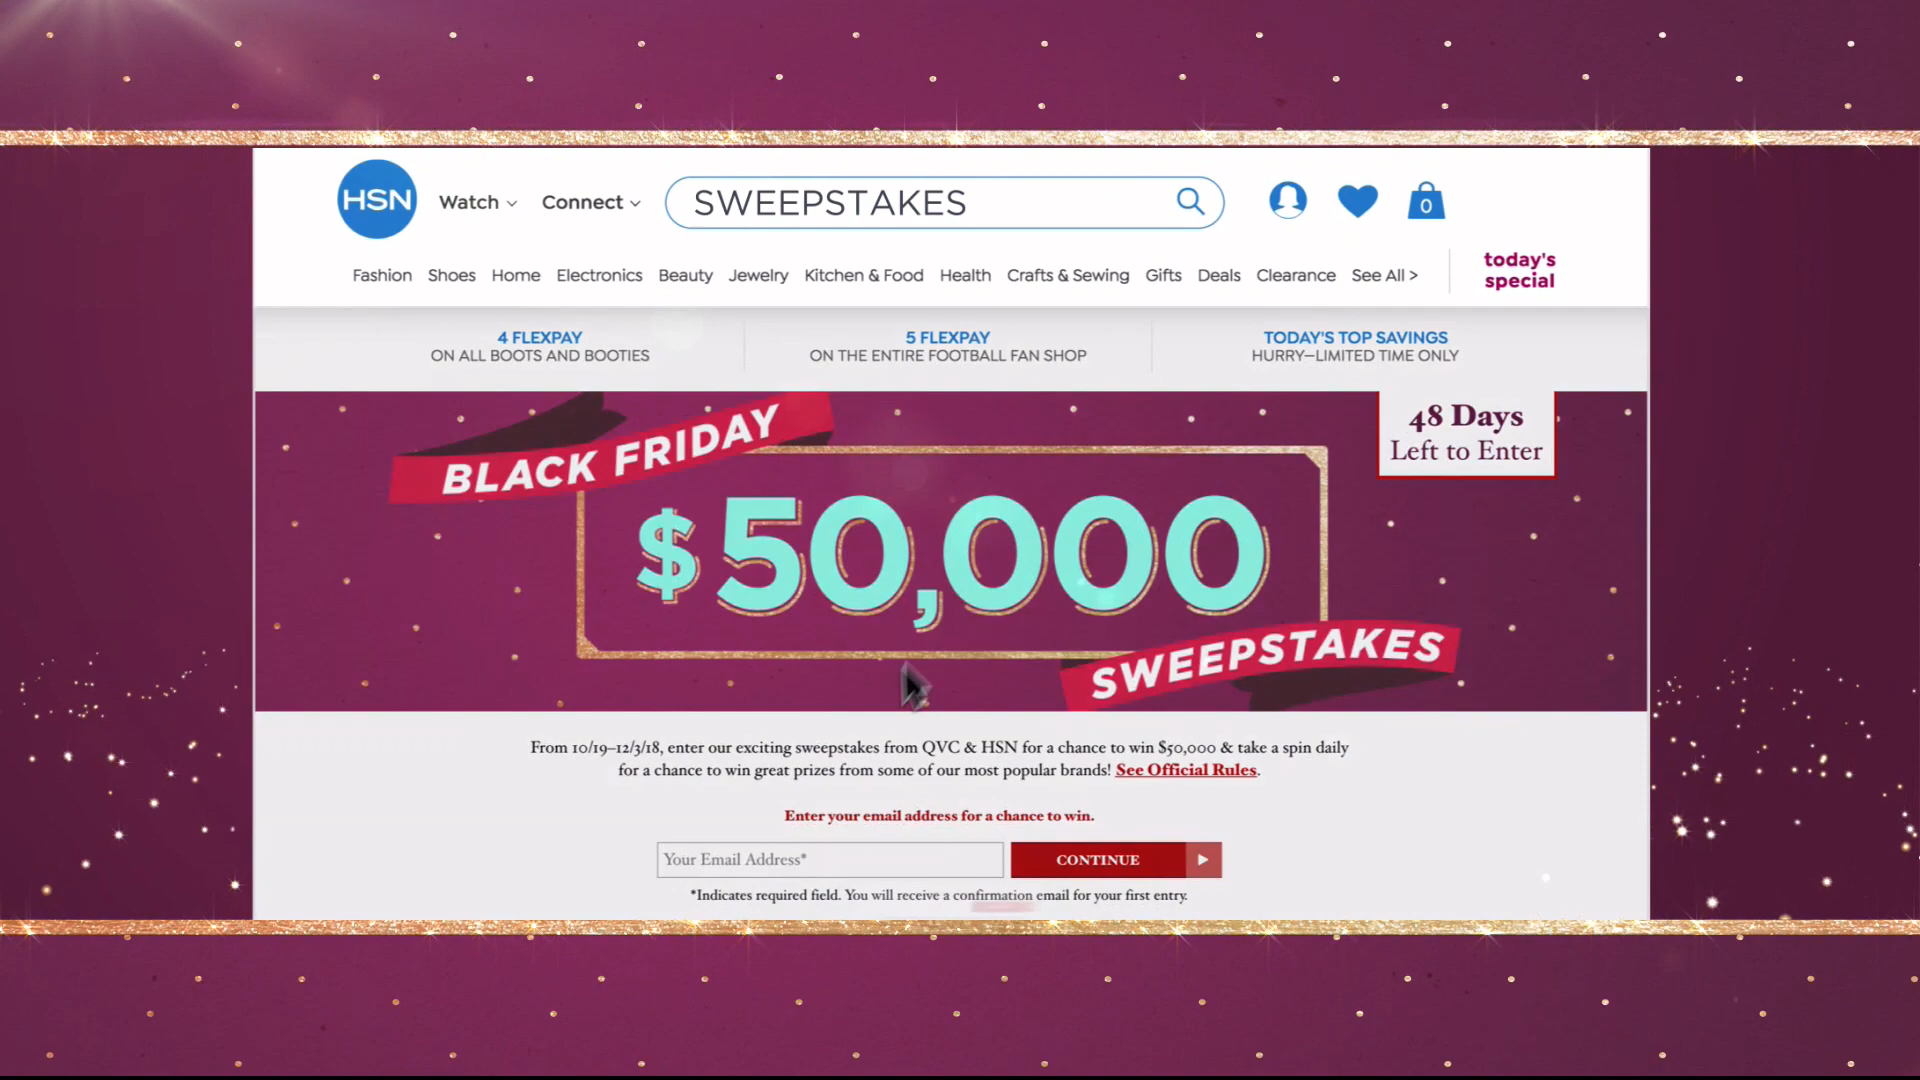 HSN
Watch
Connect
SWEEPSTAKES
0
Fashion Shoes Home Electronics Beauty Jewelry Kitchen & Food Health Crafts & Sewing Gifts Deals Clearance See All >
today's
special
4 FLEXPAY
ON ALL BOOTS AND BOOTIES
5 FLEXPAY
ON THE ENTIRE FOOTBALL FAN SHOP
TODAY'S TOP SAVINGS
HURRY—LIMITED TIME ONLY
48 Days
Left to Enter
BLACK FRIDAY
$50,000
SWEEPSTAKES
From 10/19–12/3/18, enter our exciting sweepstakes from QVC & HSN for a chance to win $50,000 & take a spin daily
for a chance to win great prizes from some of our most popular brands! See Official Rules.
Enter your email address for a chance to win.
Your Email Address*
CONTINUE
*Indicates required field. You will receive a confirmation email for your first entry.